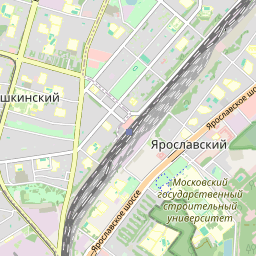 шкинский
Ярославское шоссе
Ярославский
Московский
государственный
строительный
университет
Ярославское шоссе